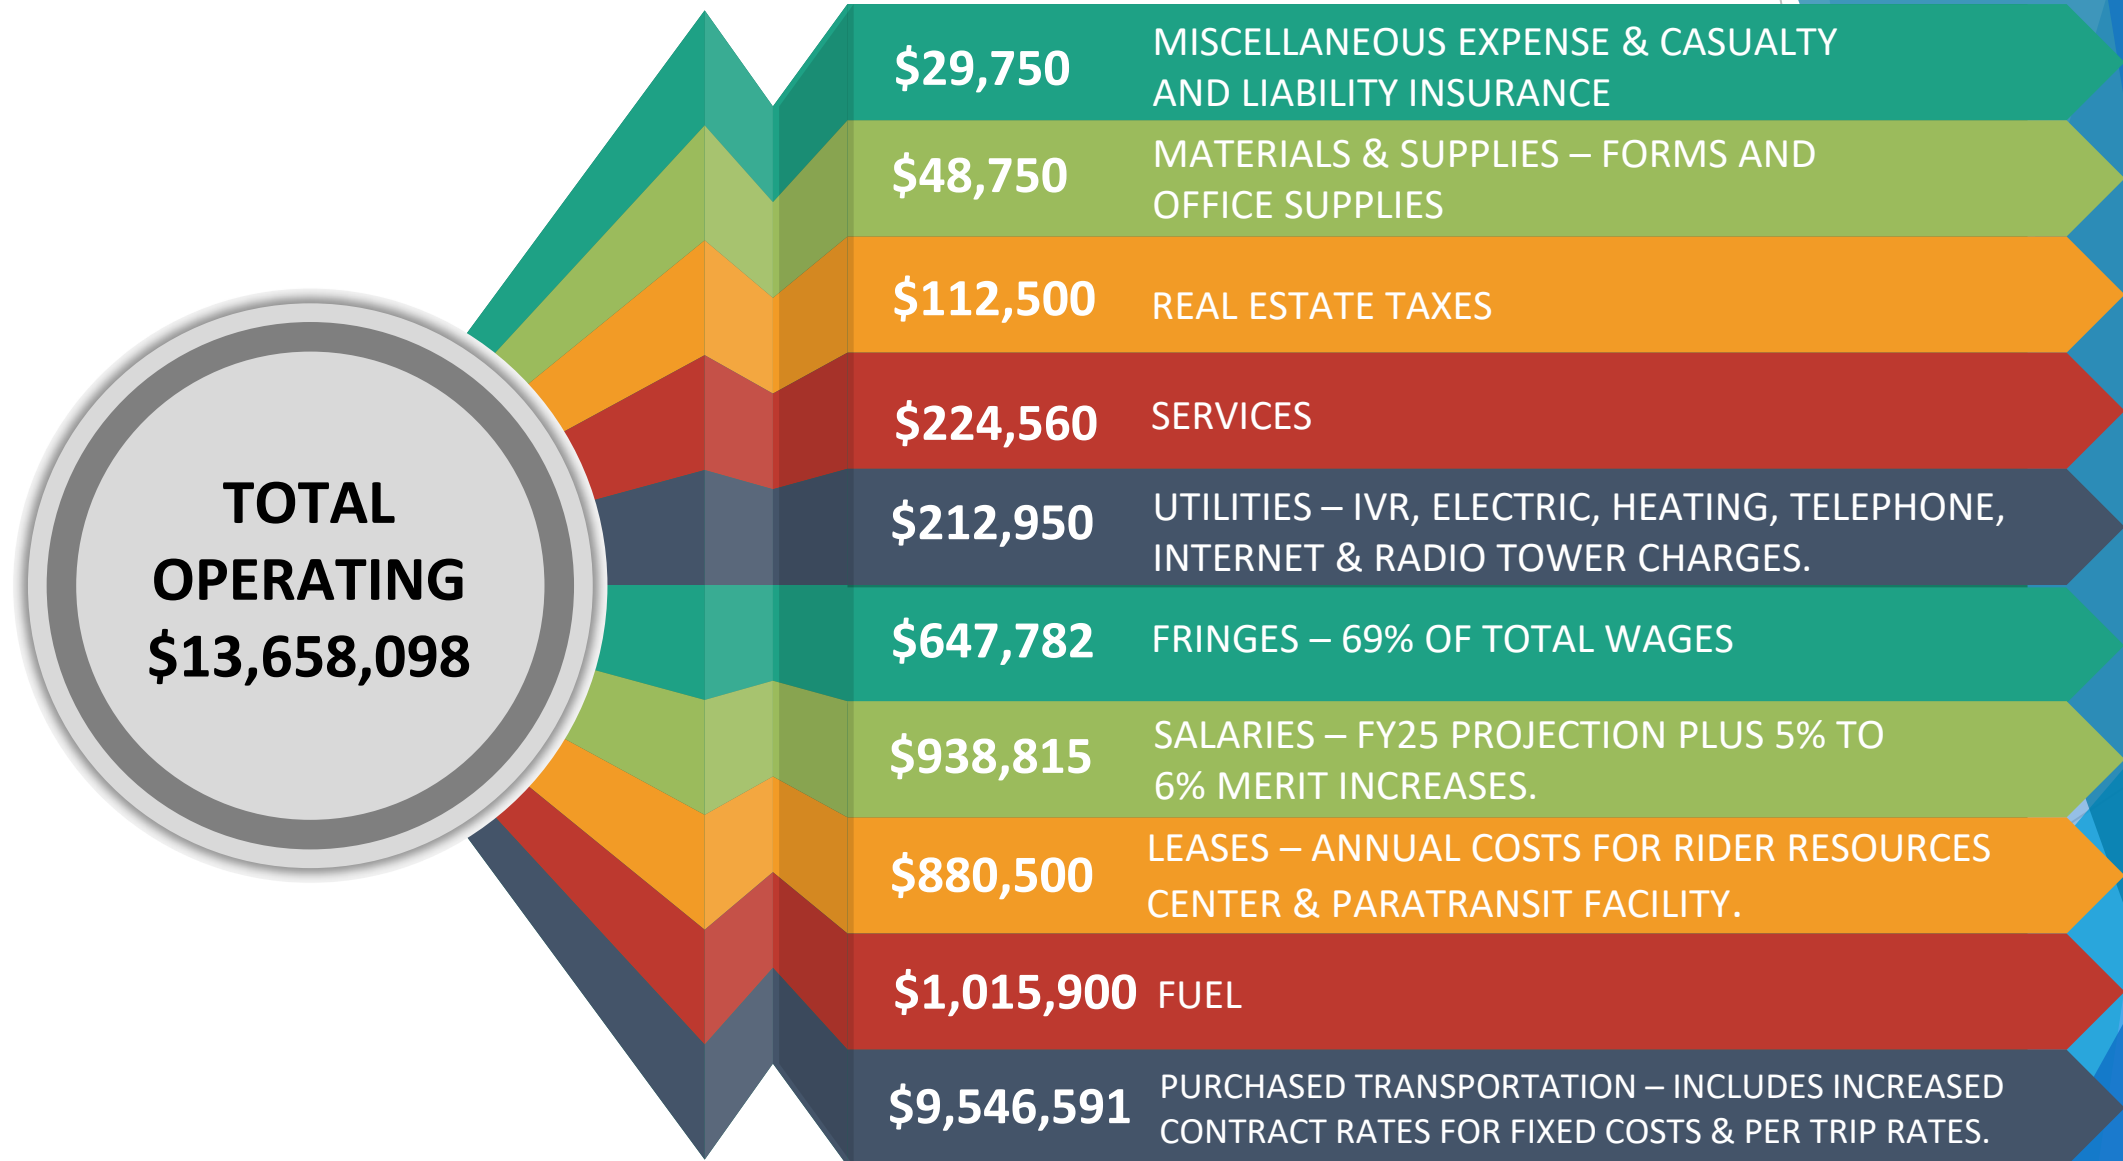 TOTAL
OPERATING
$13,658,098
$29,750
MISCELLANEOUS EXPENSE & CASUALTY
AND LIABILITY INSURANCE
$48,750
MATERIALS & SUPPLIES – FORMS AND
OFFICE SUPPLIES
$112,500
REAL ESTATE TAXES
$224,560
SERVICES
$212,950
UTILITIES – IVR, ELECTRIC, HEATING, TELEPHONE,
INTERNET & RADIO TOWER CHARGES.
$647,782
FRINGES – 69% OF TOTAL WAGES
$938,815
SALARIES – FY25 PROJECTION PLUS 5% TO
6% MERIT INCREASES.
$880,500
LEASES – ANNUAL COSTS FOR RIDER RESOURCES
CENTER & PARATRANSIT FACILITY.
$1,015,900
FUEL
$9,546,591
PURCHASED TRANSPORTATION – INCLUDES INCREASED
CONTRACT RATES FOR FIXED COSTS & PER TRIP RATES.